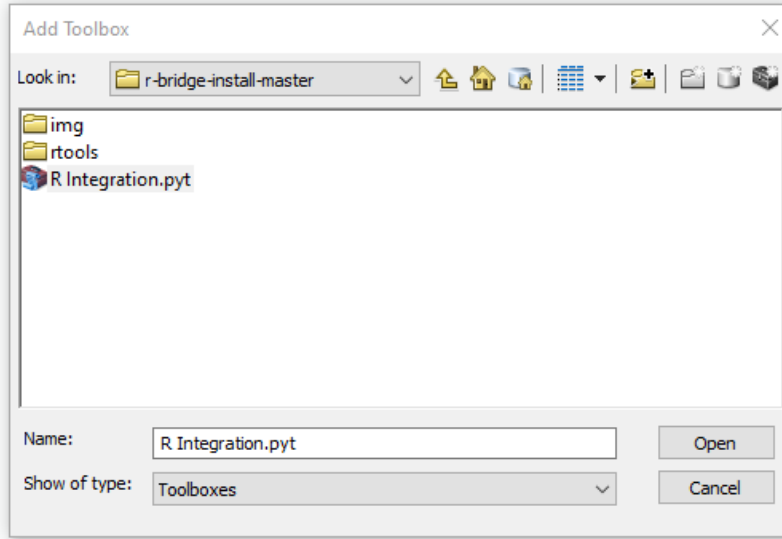 Add Toolbox
Look in: r-bridge-install-master
img
rtools
R Integration.pyt
Name: R Integration.pyt Open
Show of type: Toolboxes Cancel